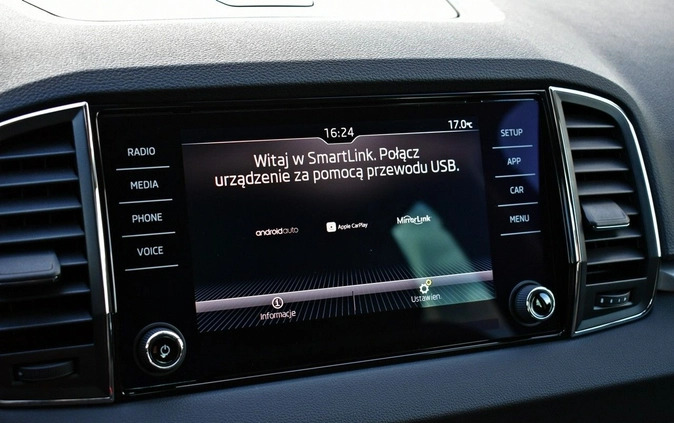 16:24
17.0°C
Witaj w SmartLink. Połącz
urządzenie za pomocą przewodu USB.
androidauto
Apple CarPlay
MirrorLink
Informacje
Ustawien.
RADIO
MEDIA
PHONE
VOICE
SETUP
APP
CAR
MENU